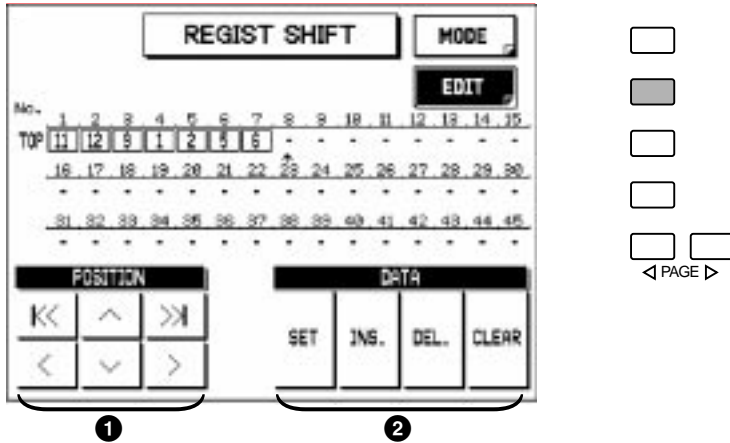 REGIST SHIFT
MODE
EDIT
No.
1 2 3 4 5 6 7 8 9 10 11 12 13 14 15
TOP 11 12 9 1 2 5 6 - - - - - - - -
16 17 18 19 20 21 22 23 24 25 26 27 28 29 30
- - - - - - - - - - - - - - -
31 32 33 34 35 36 37 38 39 40 41 42 43 44 45
- - - - - - - - - - - - - - -
POSITION
DATA
SET INS. DEL. CLEAR
◁ PAGE ▷
❶ ❷